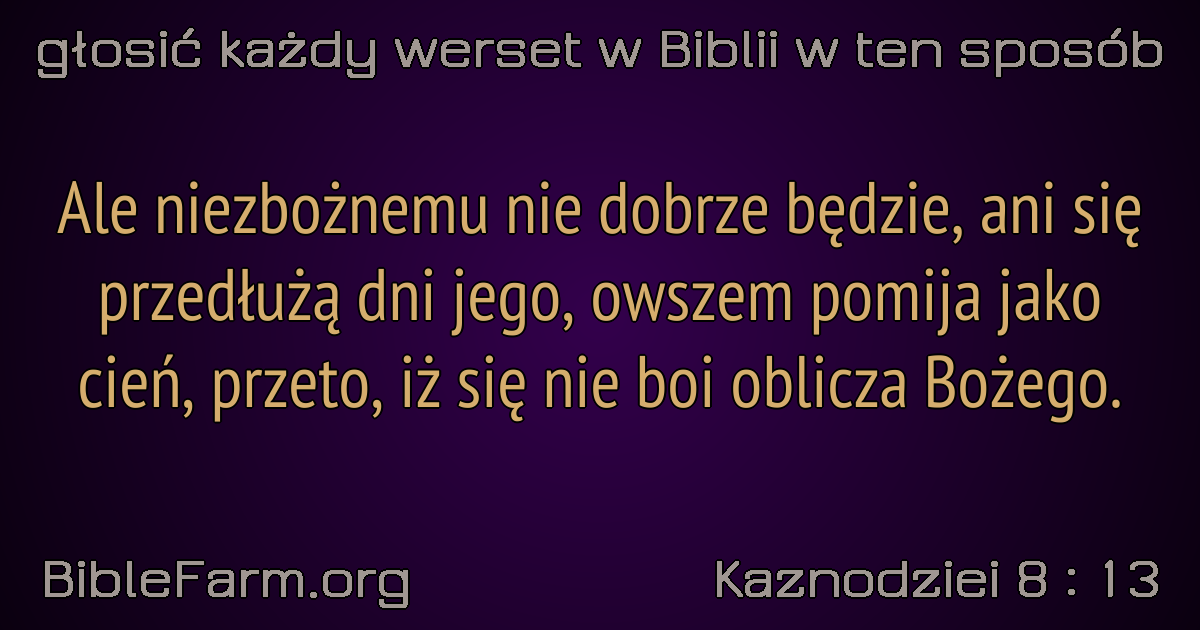 głosić każdy werset w Biblii w ten sposób
Ale niezbożnemu nie dobrze będzie, ani się
przedłużą dni jego, owszem pomija jako
cień, przeto, iż się nie boi oblicza Bożego.
BibleFarm.org
Kaznodziei 8 : 13